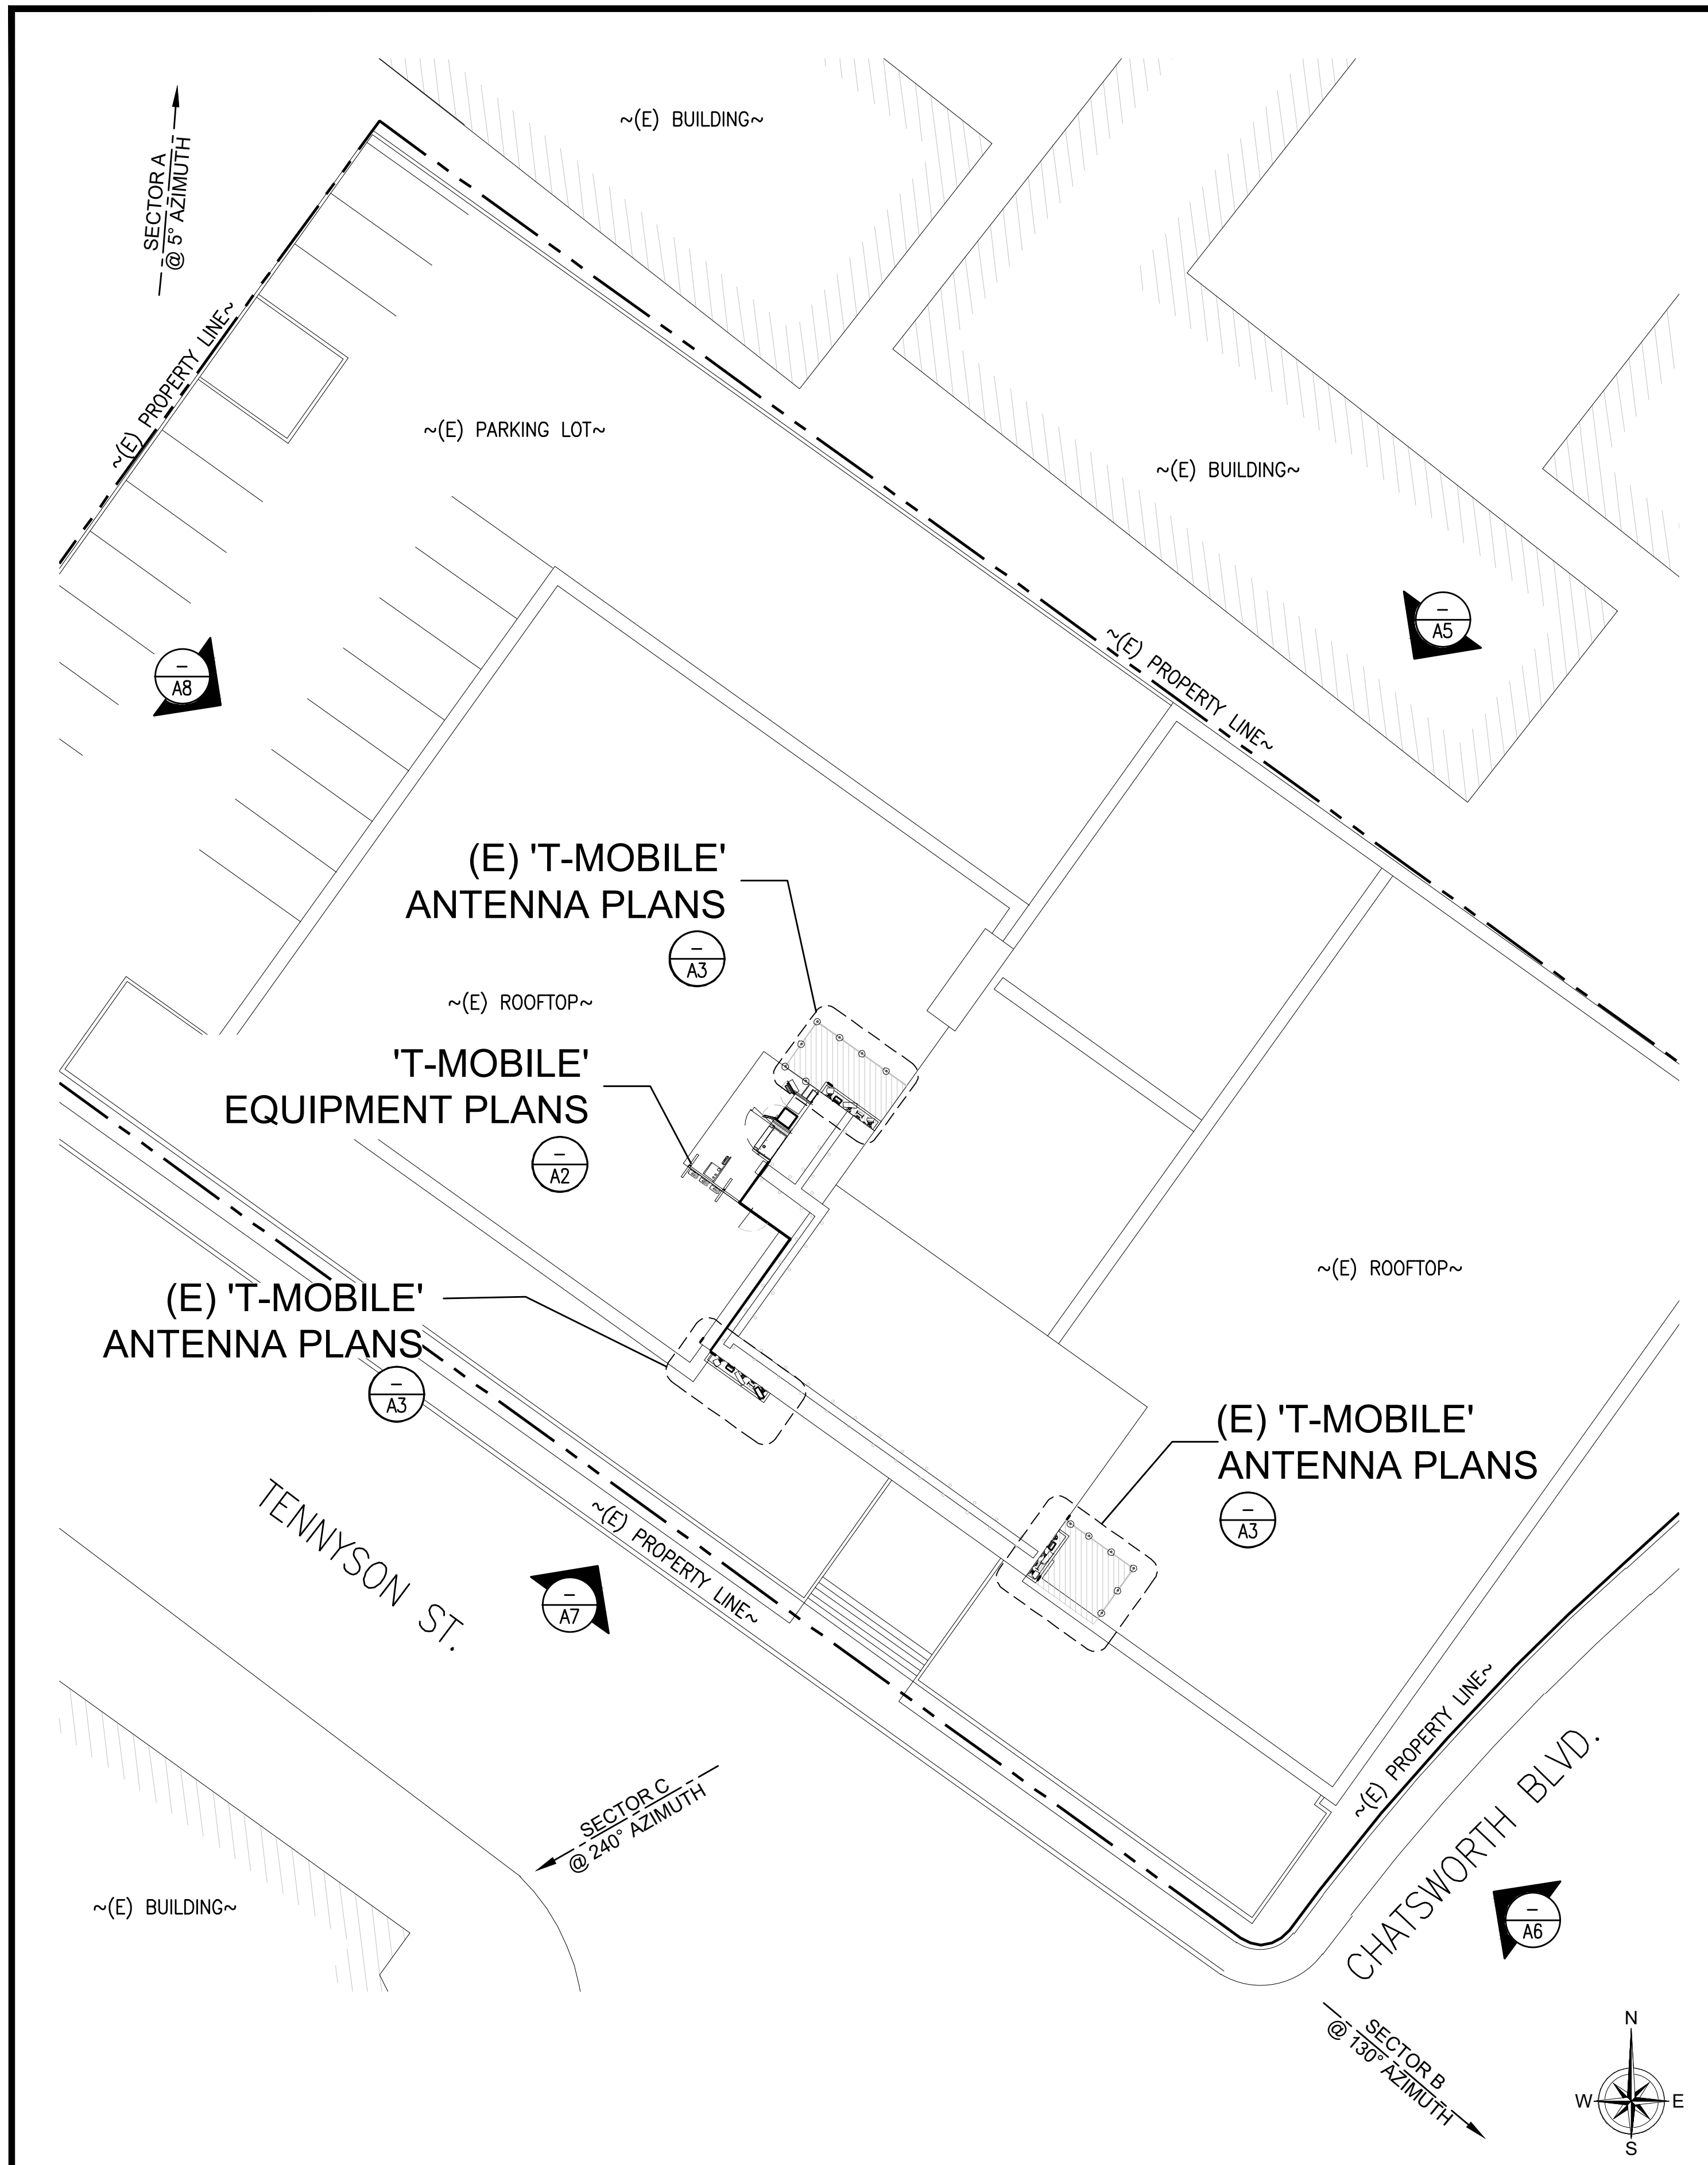 ~(E) BUILDING~
SECTOR A
@ 5° AZIMUTH
~(E) PROPERTY LINE~
~(E) PARKING LOT~
~(E) BUILDING~
–
A5
~(E) PROPERTY LINE~
–
A8
(E) 'T-MOBILE'
ANTENNA PLANS
–
A3
~(E) ROOFTOP~
'T-MOBILE'
EQUIPMENT PLANS
–
A2
~(E) ROOFTOP~
(E) 'T-MOBILE'
ANTENNA PLANS
–
A3
(E) 'T-MOBILE'
ANTENNA PLANS
–
A3
TENNYSON ST.
~(E) PROPERTY LINE~
–
A7
~(E) PROPERTY LINE~
CHATSWORTH BLVD.
SECTOR C
@ 240° AZIMUTH
~(E) BUILDING~
–
A6
SECTOR B
@ 130° AZIMUTH
N
W E
S